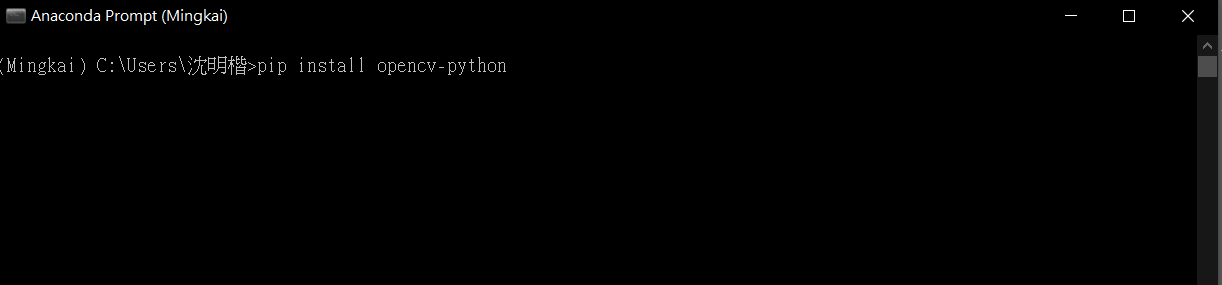 Anaconda Prompt (Mingkai)
(Mingkai) C:\Users\沈明楷>pip install opencv-python